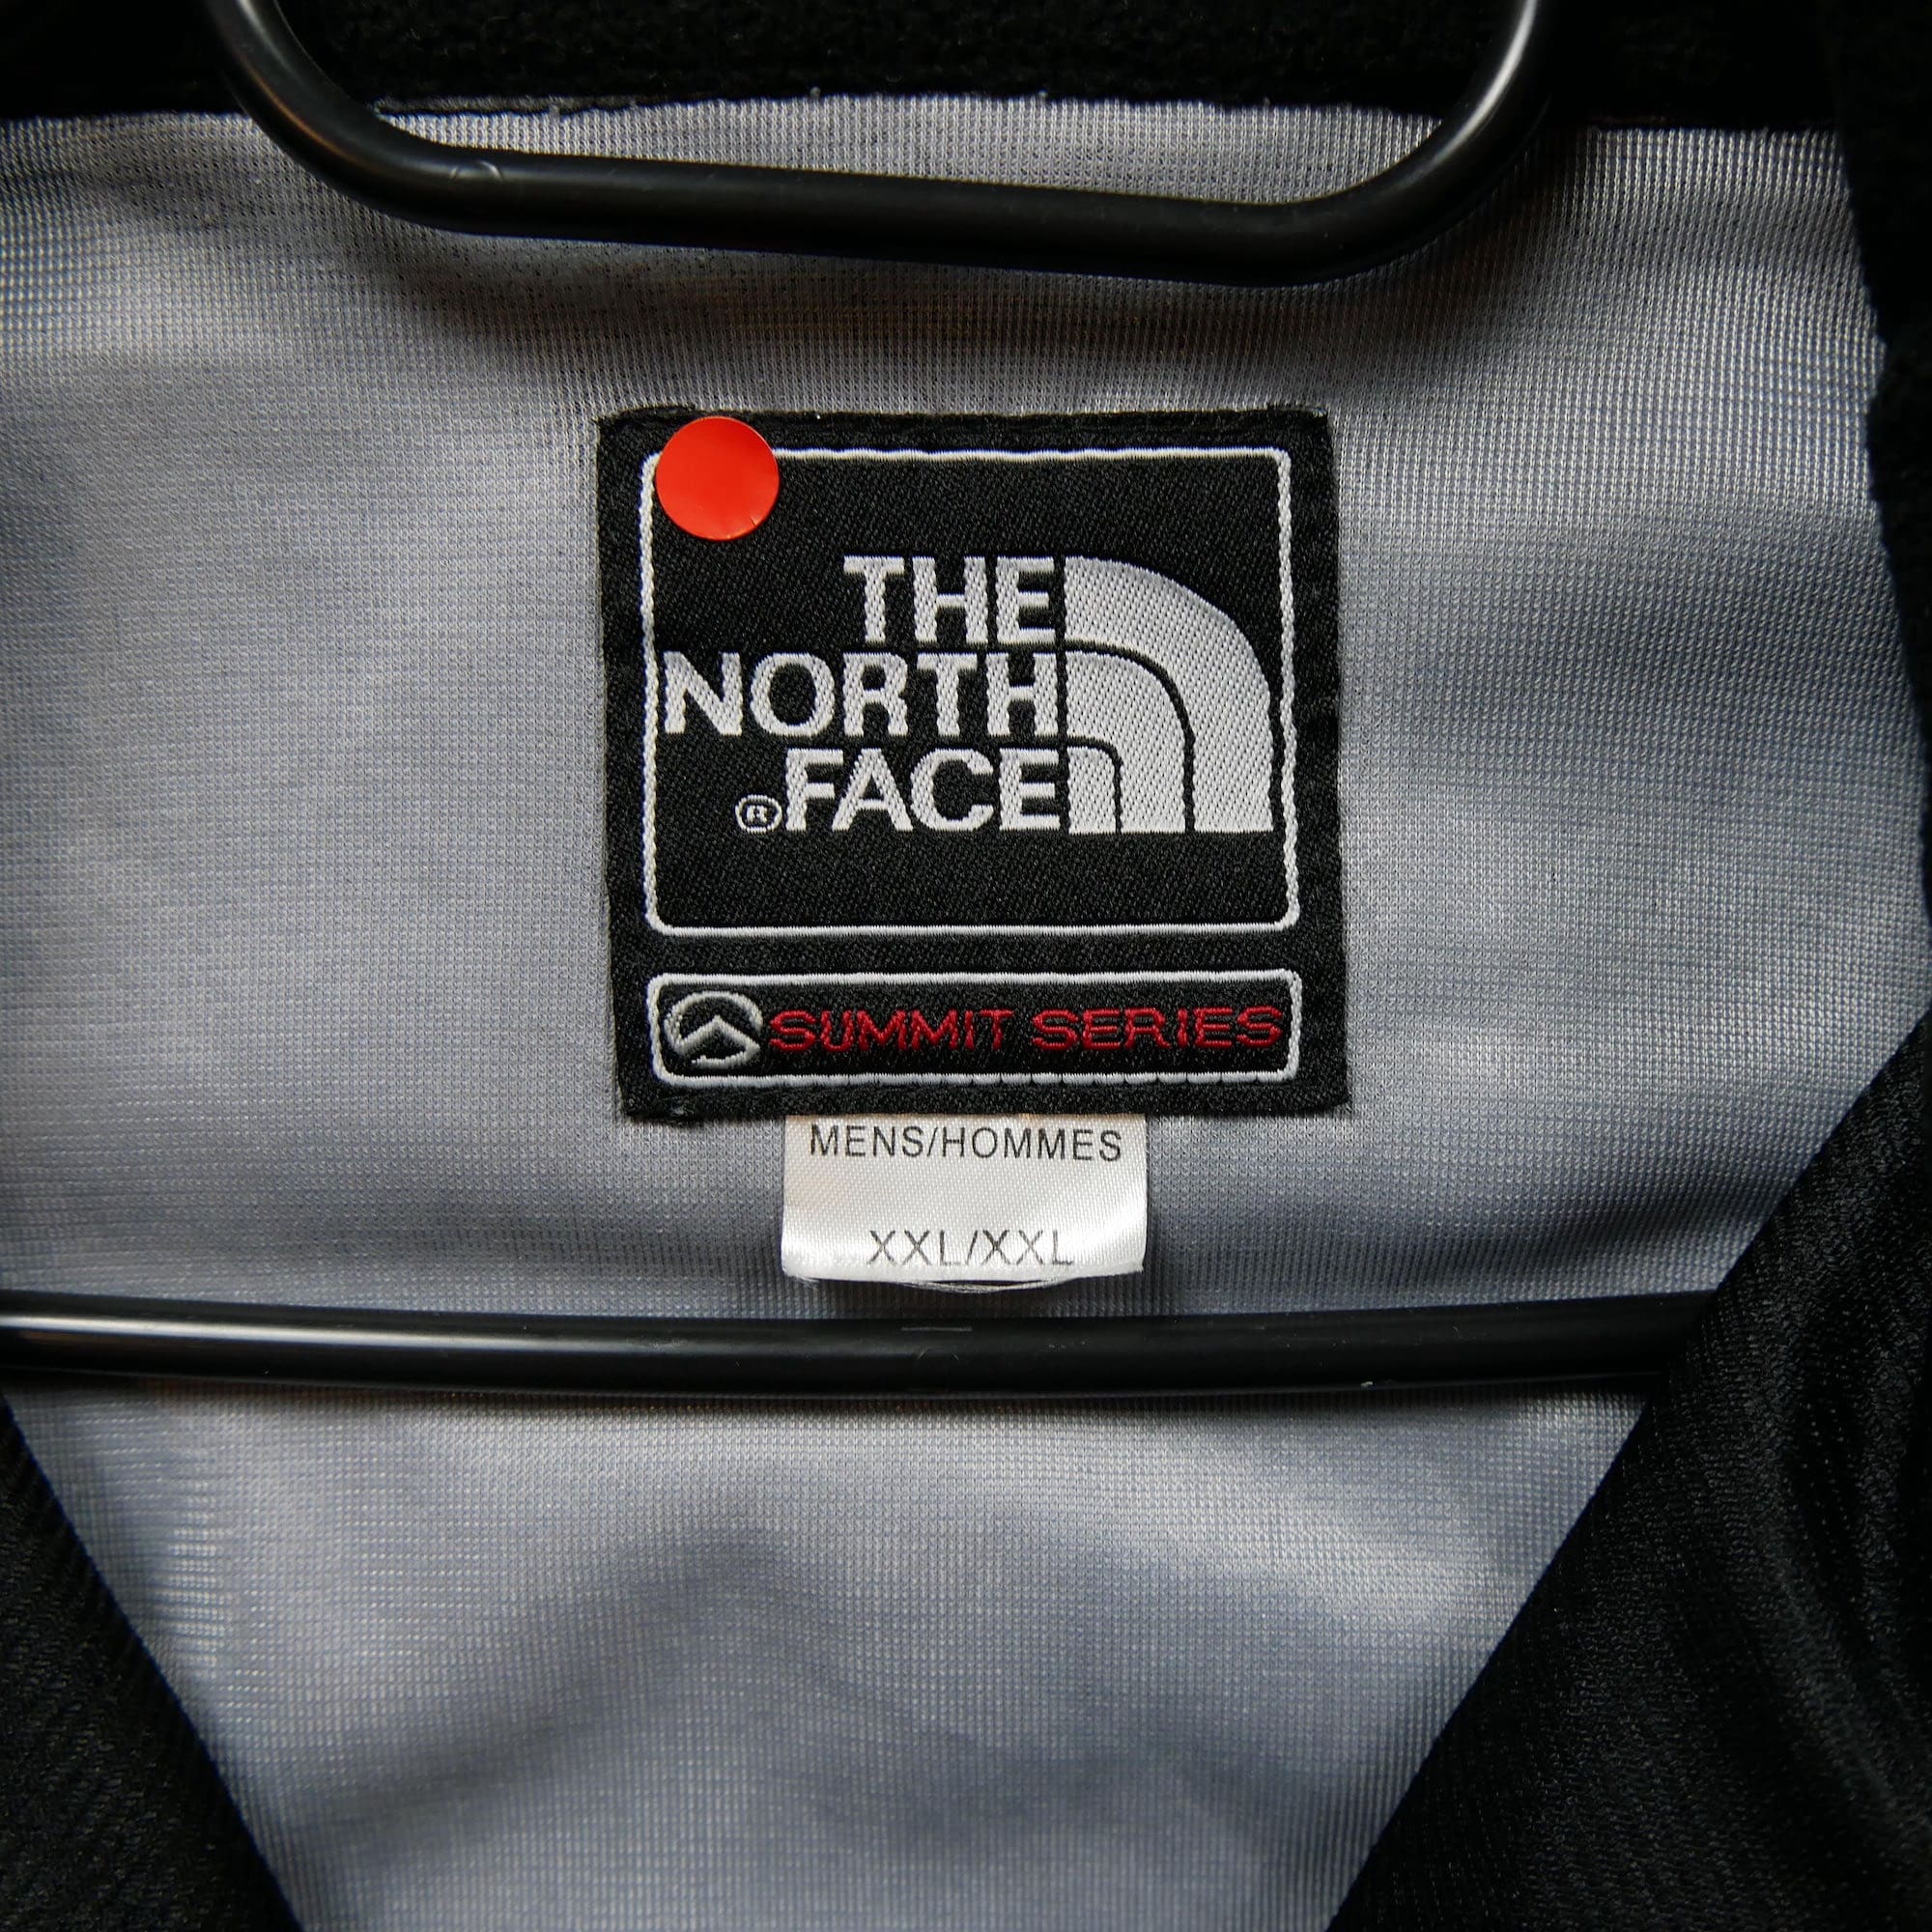 THE
NORTH
®FACE
SUMMIT SERIES
MENS/HOMMES
XXL/XXL